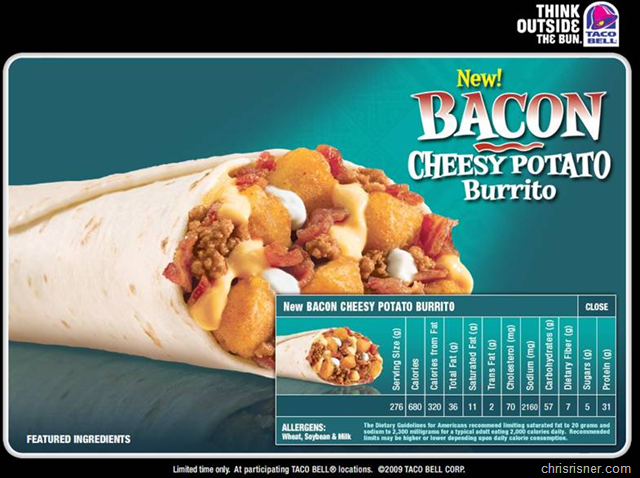 THINK
OUTSIDE
THE BUN.
TACO
BELL
New!
BACON
CHEESY POTATO
Burrito
New BACON CHEESY POTATO BURRITO
CLOSE
Serving Size (g)
Calories
Calories from Fat
Total Fat (g)
Saturated Fat (g)
Trans Fat (g)
Cholesterol (mg)
Sodium (mg)
Carbohydrates (g)
Dietary Fiber (g)
Sugars (g)
Protein (g)
276 680 320 36 11 2 70 2160 57 7 5 31
ALLERGENS:
Wheat, Soybean & Milk
The Dietary Guidelines for Americans recommend limiting saturated fat to 20 grams and
sodium to 2,300 milligrams for a typical adult eating 2,000 calories daily. Recommended
limits may be higher or lower depending upon daily calorie consumption.
FEATURED INGREDIENTS
Limited time only. At participating TACO BELL® locations. ©2009 TACO BELL CORP.
chrisrisner.com